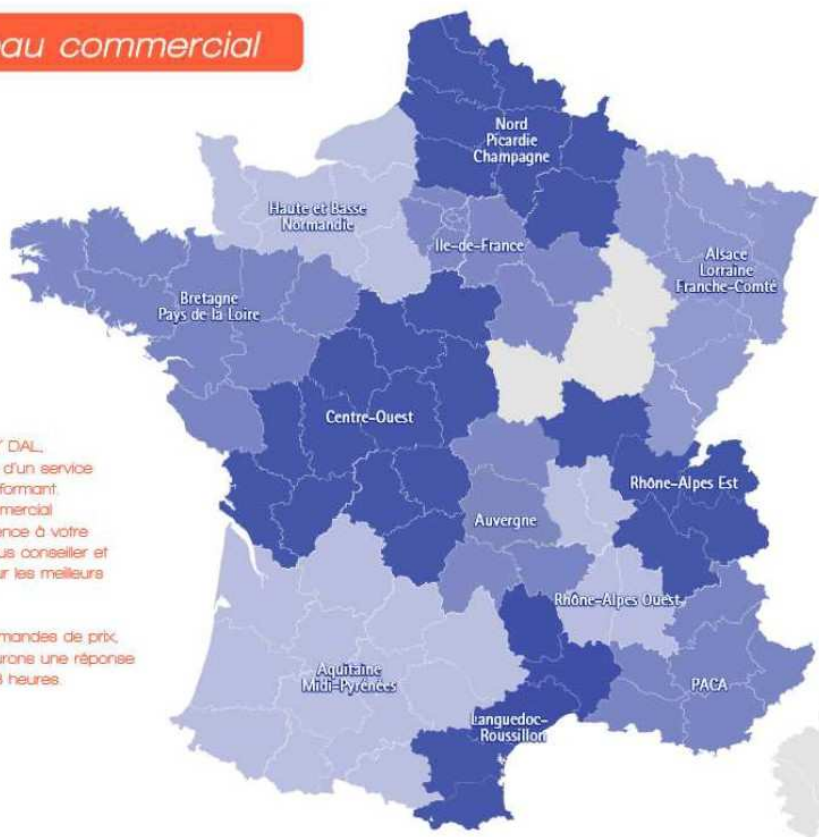 au commercial
Nord
Picardie
Champagne
Haute et Basse
Normandie
Ile-de-France
Alsace
Lorraine
Franche-Comté
Bretagne
Pays de la Loire
Centre-Ouest
DAL,
d'un service
formant.
mercial
ence à votre
us conseiller et
ur les meilleurs
Rhône-Alpes Est
Auvergne
Rhône-Alpes Ouest
mandes de prix,
urons une réponse
heures.
Aquitaine
Midi-Pyrénées
PACA
Languedoc-
Roussillon